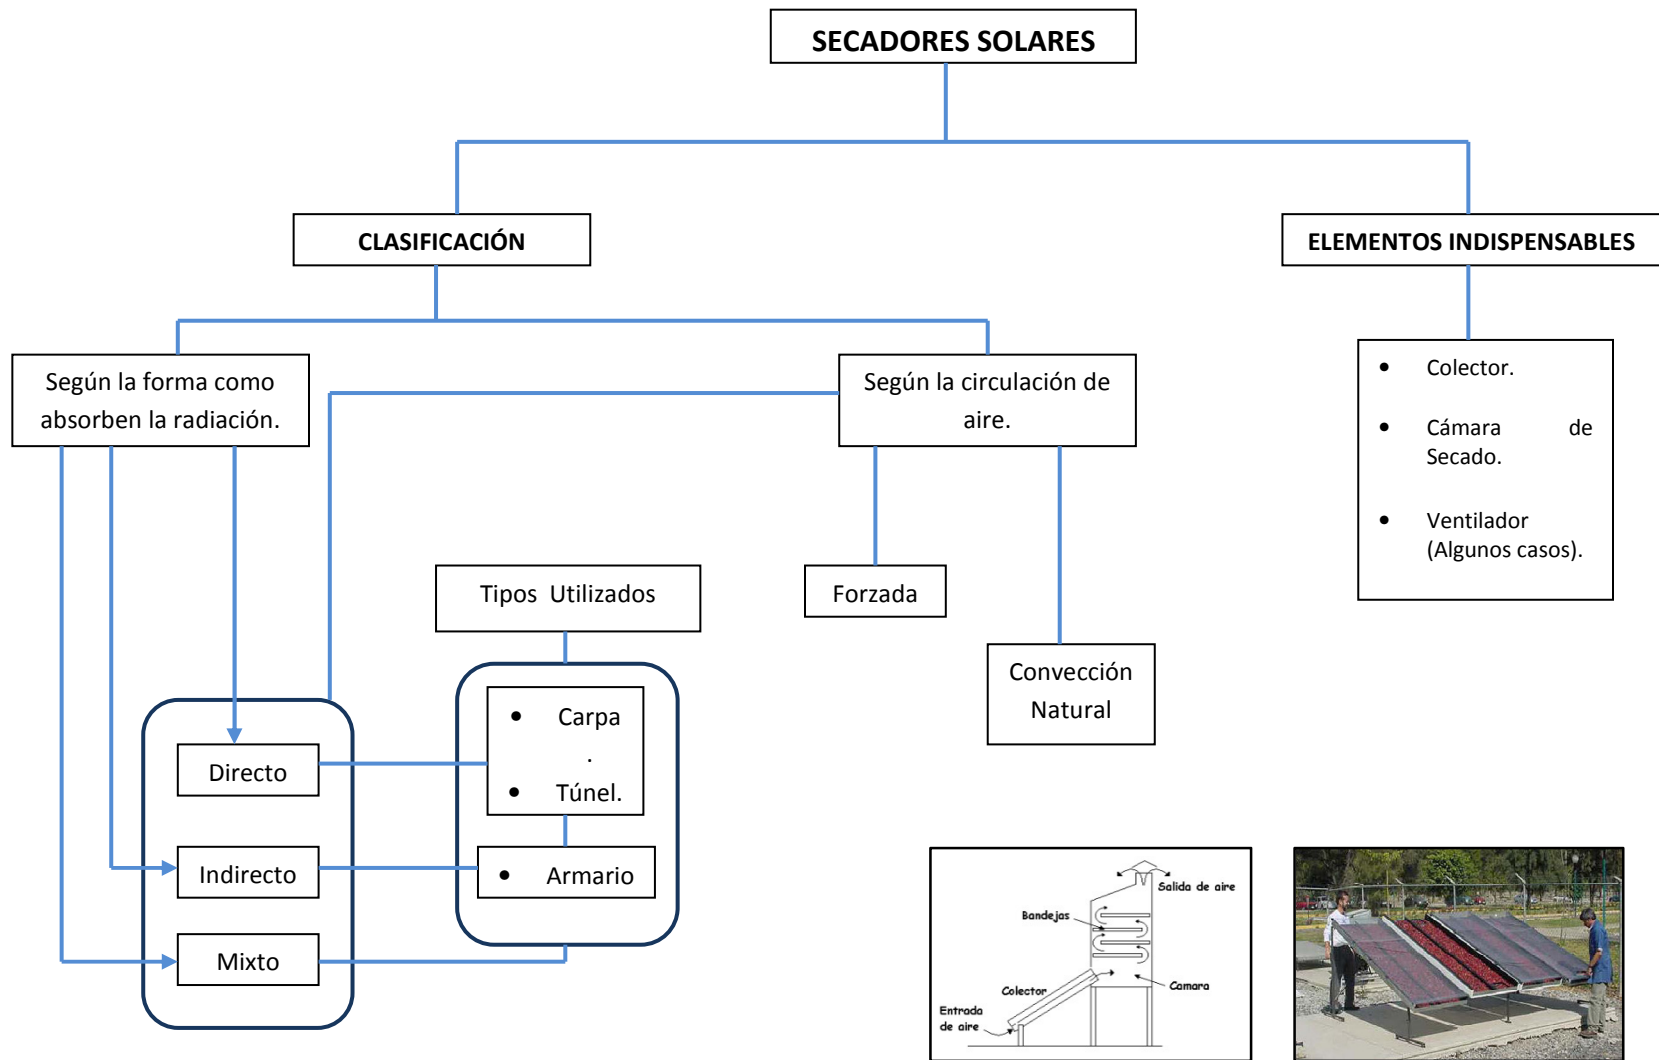 SECADORES SOLARES
CLASIFICACIÓN
ELEMENTOS INDISPENSABLES
Según la forma como
absorben la radiación.
Según la circulación de
aire.
• Colector.
• Cámara de
Secado.
• Ventilador
(Algunos casos).
Tipos Utilizados
Forzada
Convección
Natural
• Carpa
.
• Túnel.
Directo
Indirecto
• Armario
Mixto
Salida de aire
Bandejas
Colector
Camara
Entrada
de aire